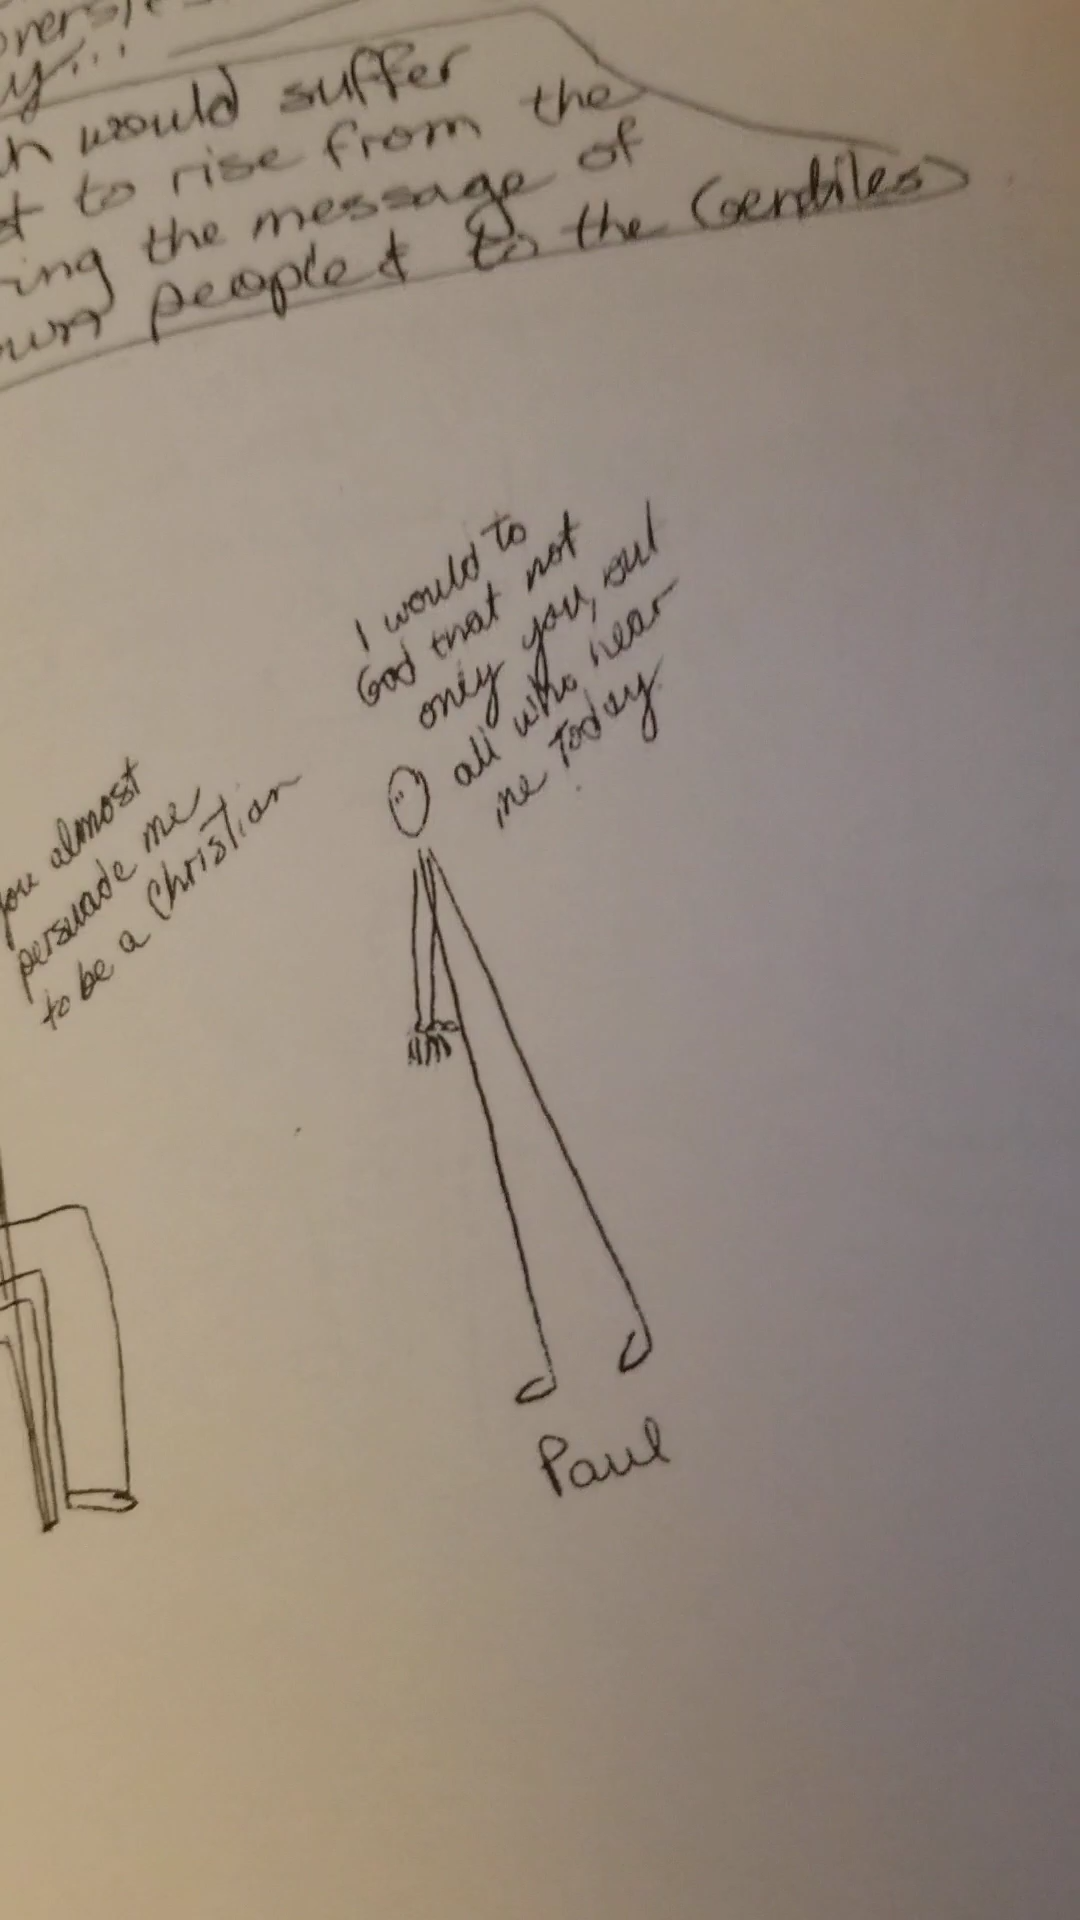 y...
would suffer
to rise from the
the message of
people & to the Gentiles
I would to
God that not
only you, but
all who hear
me today
you almost
persuade me
to be a Christian
Paul